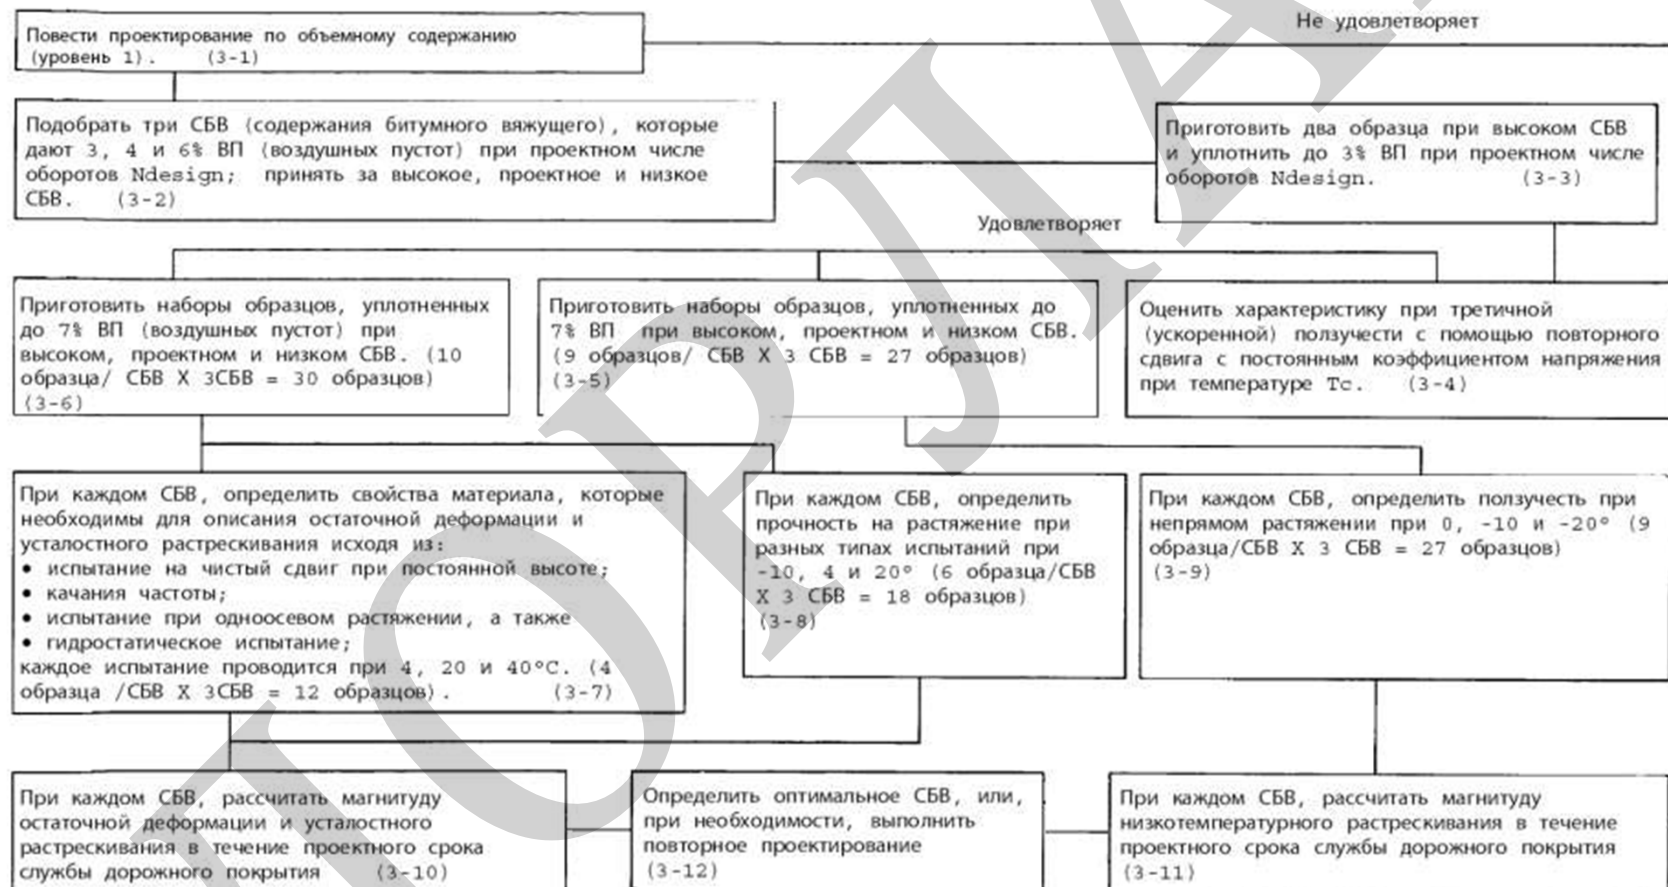 Не удовлетворяет
Повести проектирование по объемному содержанию
(уровень 1). (3-1)
Подобрать три СБВ (содержания битумного вяжущего), которые
дают 3, 4 и 6% ВП (воздушных пустот) при проектном числе
оборотов Ndesign; принять за высокое, проектное и низкое
СБВ. (3-2)
Приготовить два образца при высоком СБВ
и уплотнить до 3% ВП при проектном числе
оборотов Ndesign. (3-3)
Удовлетворяет
Приготовить наборы образцов, уплотненных
до 7% ВП (воздушных пустот) при
высоком, проектном и низком СБВ. (10
образца/ СБВ X 3СБВ = 30 образцов)
(3-6)
Приготовить наборы образцов, уплотненных до
7% ВП при высоком, проектном и низком СБВ.
(9 образцов/ СБВ X 3 СБВ = 27 образцов)
(3-5)
Оценить характеристику при третичной
(ускоренной) ползучести с помощью повторного
сдвига с постоянным коэффициентом напряжения
при температуре Tc. (3-4)
При каждом СБВ, определить свойства материала, которые
необходимы для описания остаточной деформации и
усталостного растрескивания исходя из:
• испытание на чистый сдвиг при постоянной высоте;
• качания частоты;
• испытание при одноосевом растяжении, а также
• гидростатическое испытание;
каждое испытание проводится при 4, 20 и 40°C. (4
образца /СБВ X 3СБВ = 12 образцов). (3-7)
При каждом СБВ, определить
прочность на растяжение при
разных типах испытаний при
-10, 4 и 20° (6 образца/СБВ
X 3 СБВ = 18 образцов)
(3-8)
При каждом СБВ, определить ползучесть при
непрямом растяжении при 0, -10 и -20° (9
образца/СБВ X 3 СБВ = 27 образцов)
(3-9)
При каждом СБВ, рассчитать магнитуду
остаточной деформации и усталостного
растрескивания в течение проектного срока
службы дорожного покрытия (3-10)
Определить оптимальное СБВ, или,
при необходимости, выполнить
повторное проектирование
(3-12)
При каждом СБВ, рассчитать магнитуду
низкотемпературного растрескивания в течение
проектного срока службы дорожного покрытия
(3-11)